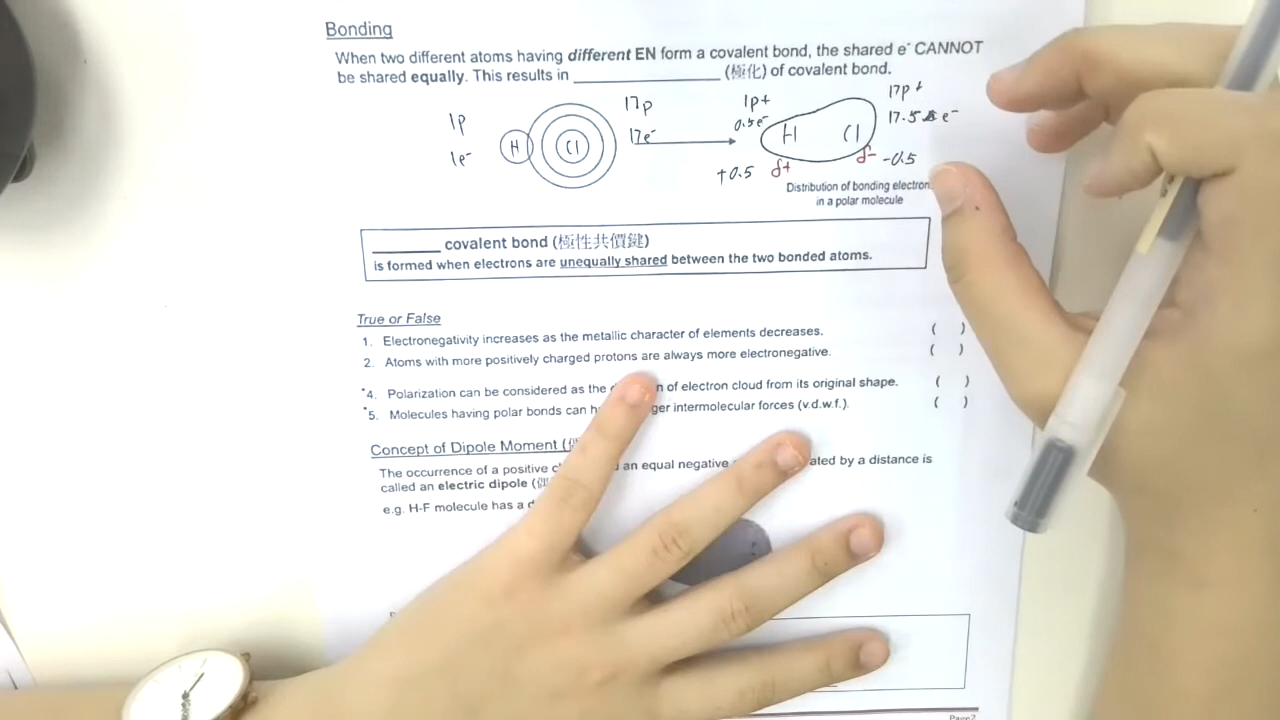 Bonding
When two different atoms having different EN form a covalent bond, the shared e⁻ CANNOT
be shared equally. This results in ____________ (極化) of covalent bond.
1p
1e⁻
H
Cl
17p
17e⁻
1p+
0.5e⁻
H Cl
17p+
17.5 e⁻
+0.5 δ+
δ- -0.5
Distribution of bonding electron
in a polar molecule
________ covalent bond (極性共價鍵)
is formed when electrons are unequally shared between the two bonded atoms.
True or False
1. Electronegativity increases as the metallic character of elements decreases. ( )
2. Atoms with more positively charged protons are always more electronegative. ( )
*4. Polarization can be considered as the of electron cloud from its original shape. ( )
*5. Molecules having polar bonds can intermolecular forces (v.d.w.f.). ( )
Concept of Dipole Moment (
The occurrence of a positive an equal negative by a distance is
called an electric dipole (
e.g. H-F molecule has a
Page2